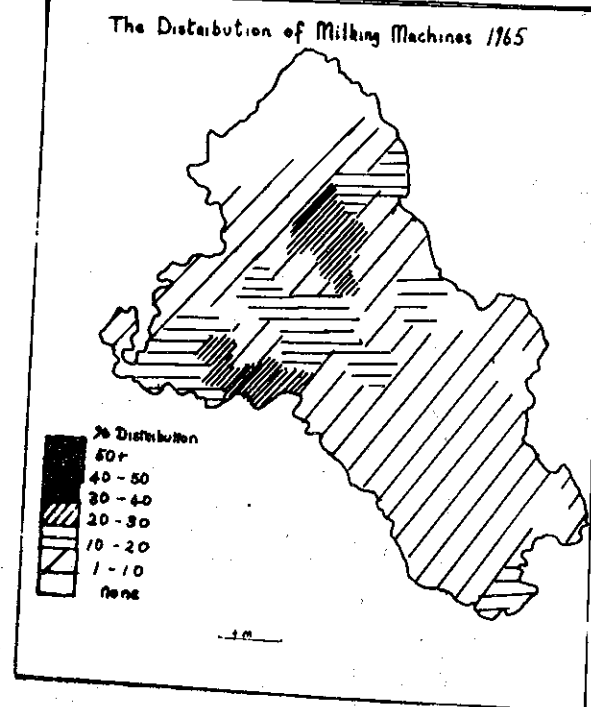 The Distribution of Milking Machines 1965
% Distribution
50+
40 - 50
30 - 40
20 - 30
10 - 20
1 - 10
None
4 m